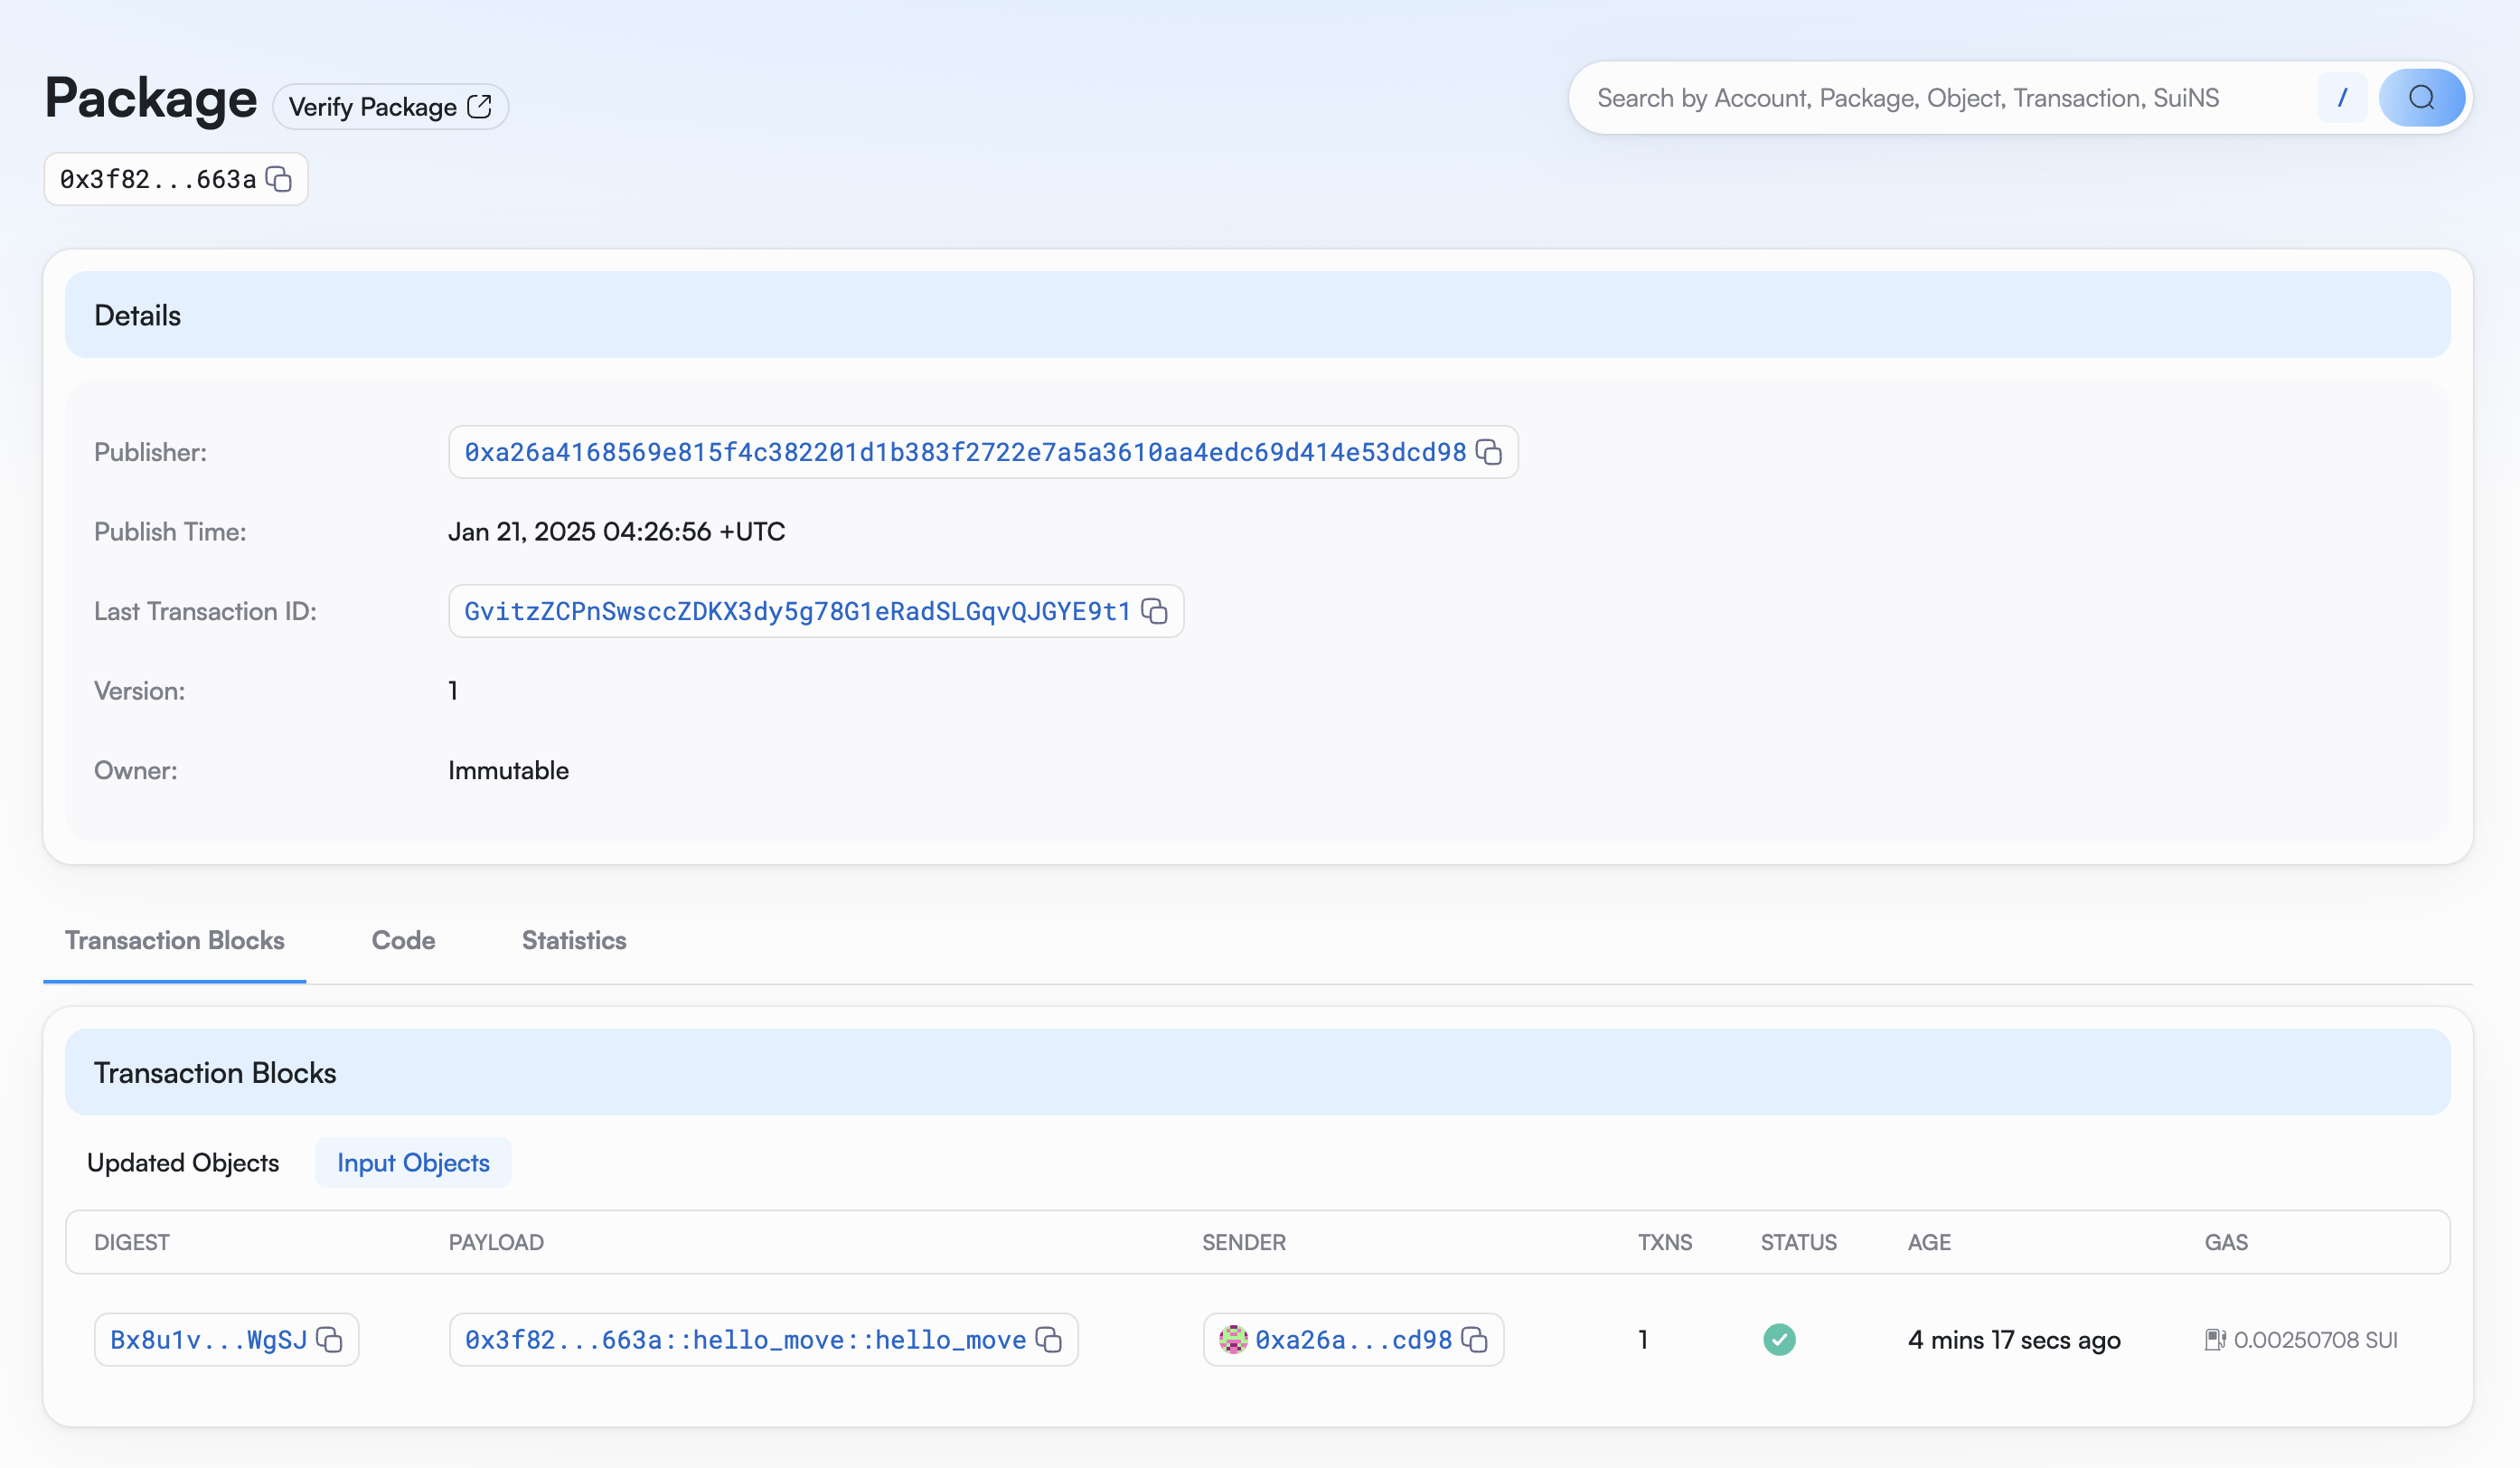 Package
Verify Package
Search by Account, Package, Object, Transaction, SuiNS
/
0x3f82...663a
Details
Publisher: 0xa26a4168569e815f4c382201d1b383f2722e7a5a3610aa4edc69d414e53dcd98
Publish Time: Jan 21, 2025 04:26:56 +UTC
Last Transaction ID: GvitzZCPnSwsccZDKX3dy5g78G1eRadSLGqvQJGYE9t1
Version: 1
Owner: Immutable
Transaction Blocks Code Statistics
Transaction Blocks
Updated Objects Input Objects
DIGEST PAYLOAD SENDER TXNS STATUS AGE GAS
Bx8u1v...WgSJ 0x3f82...663a::hello_move::hello_move 0xa26a...cd98 1 4 mins 17 secs ago 0.00250708 SUI